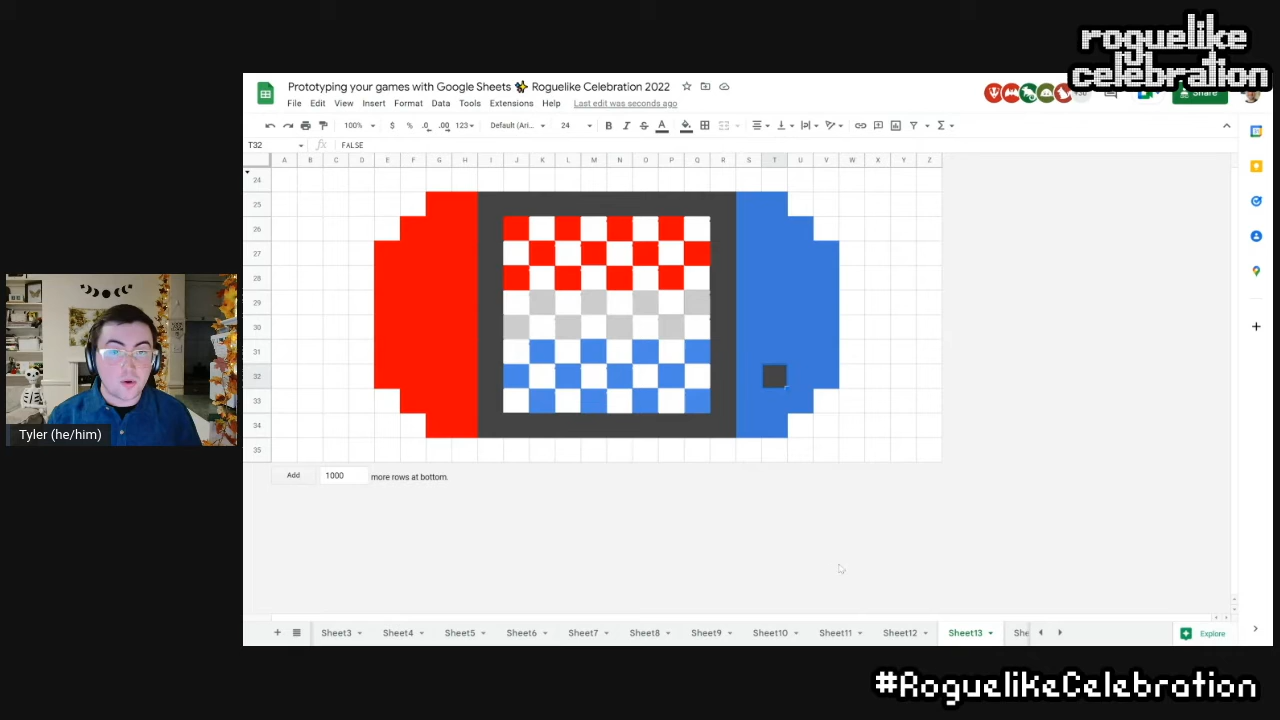 roguelike
celebration
Prototyping your games with Google Sheets ✨ Roguelike Celebration 2022
Share
File Edit View Insert Format Data Tools Extensions Help Last edit was seconds ago
100% $ % .0 .00 123 Default (Ari... 24 B I S A
T32 fx FALSE
A B C D E F G H I J K L M N O P Q R S T U V W X Y Z
24
25
26
27
28
29
30
31
32
33
34
35
Tyler (he/him)
Add 1000 more rows at bottom.
+ Sheet3 Sheet4 Sheet5 Sheet6 Sheet7 Sheet8 Sheet9 Sheet10 Sheet11 Sheet12 Sheet13 She Explore
#RoguelikeCelebration